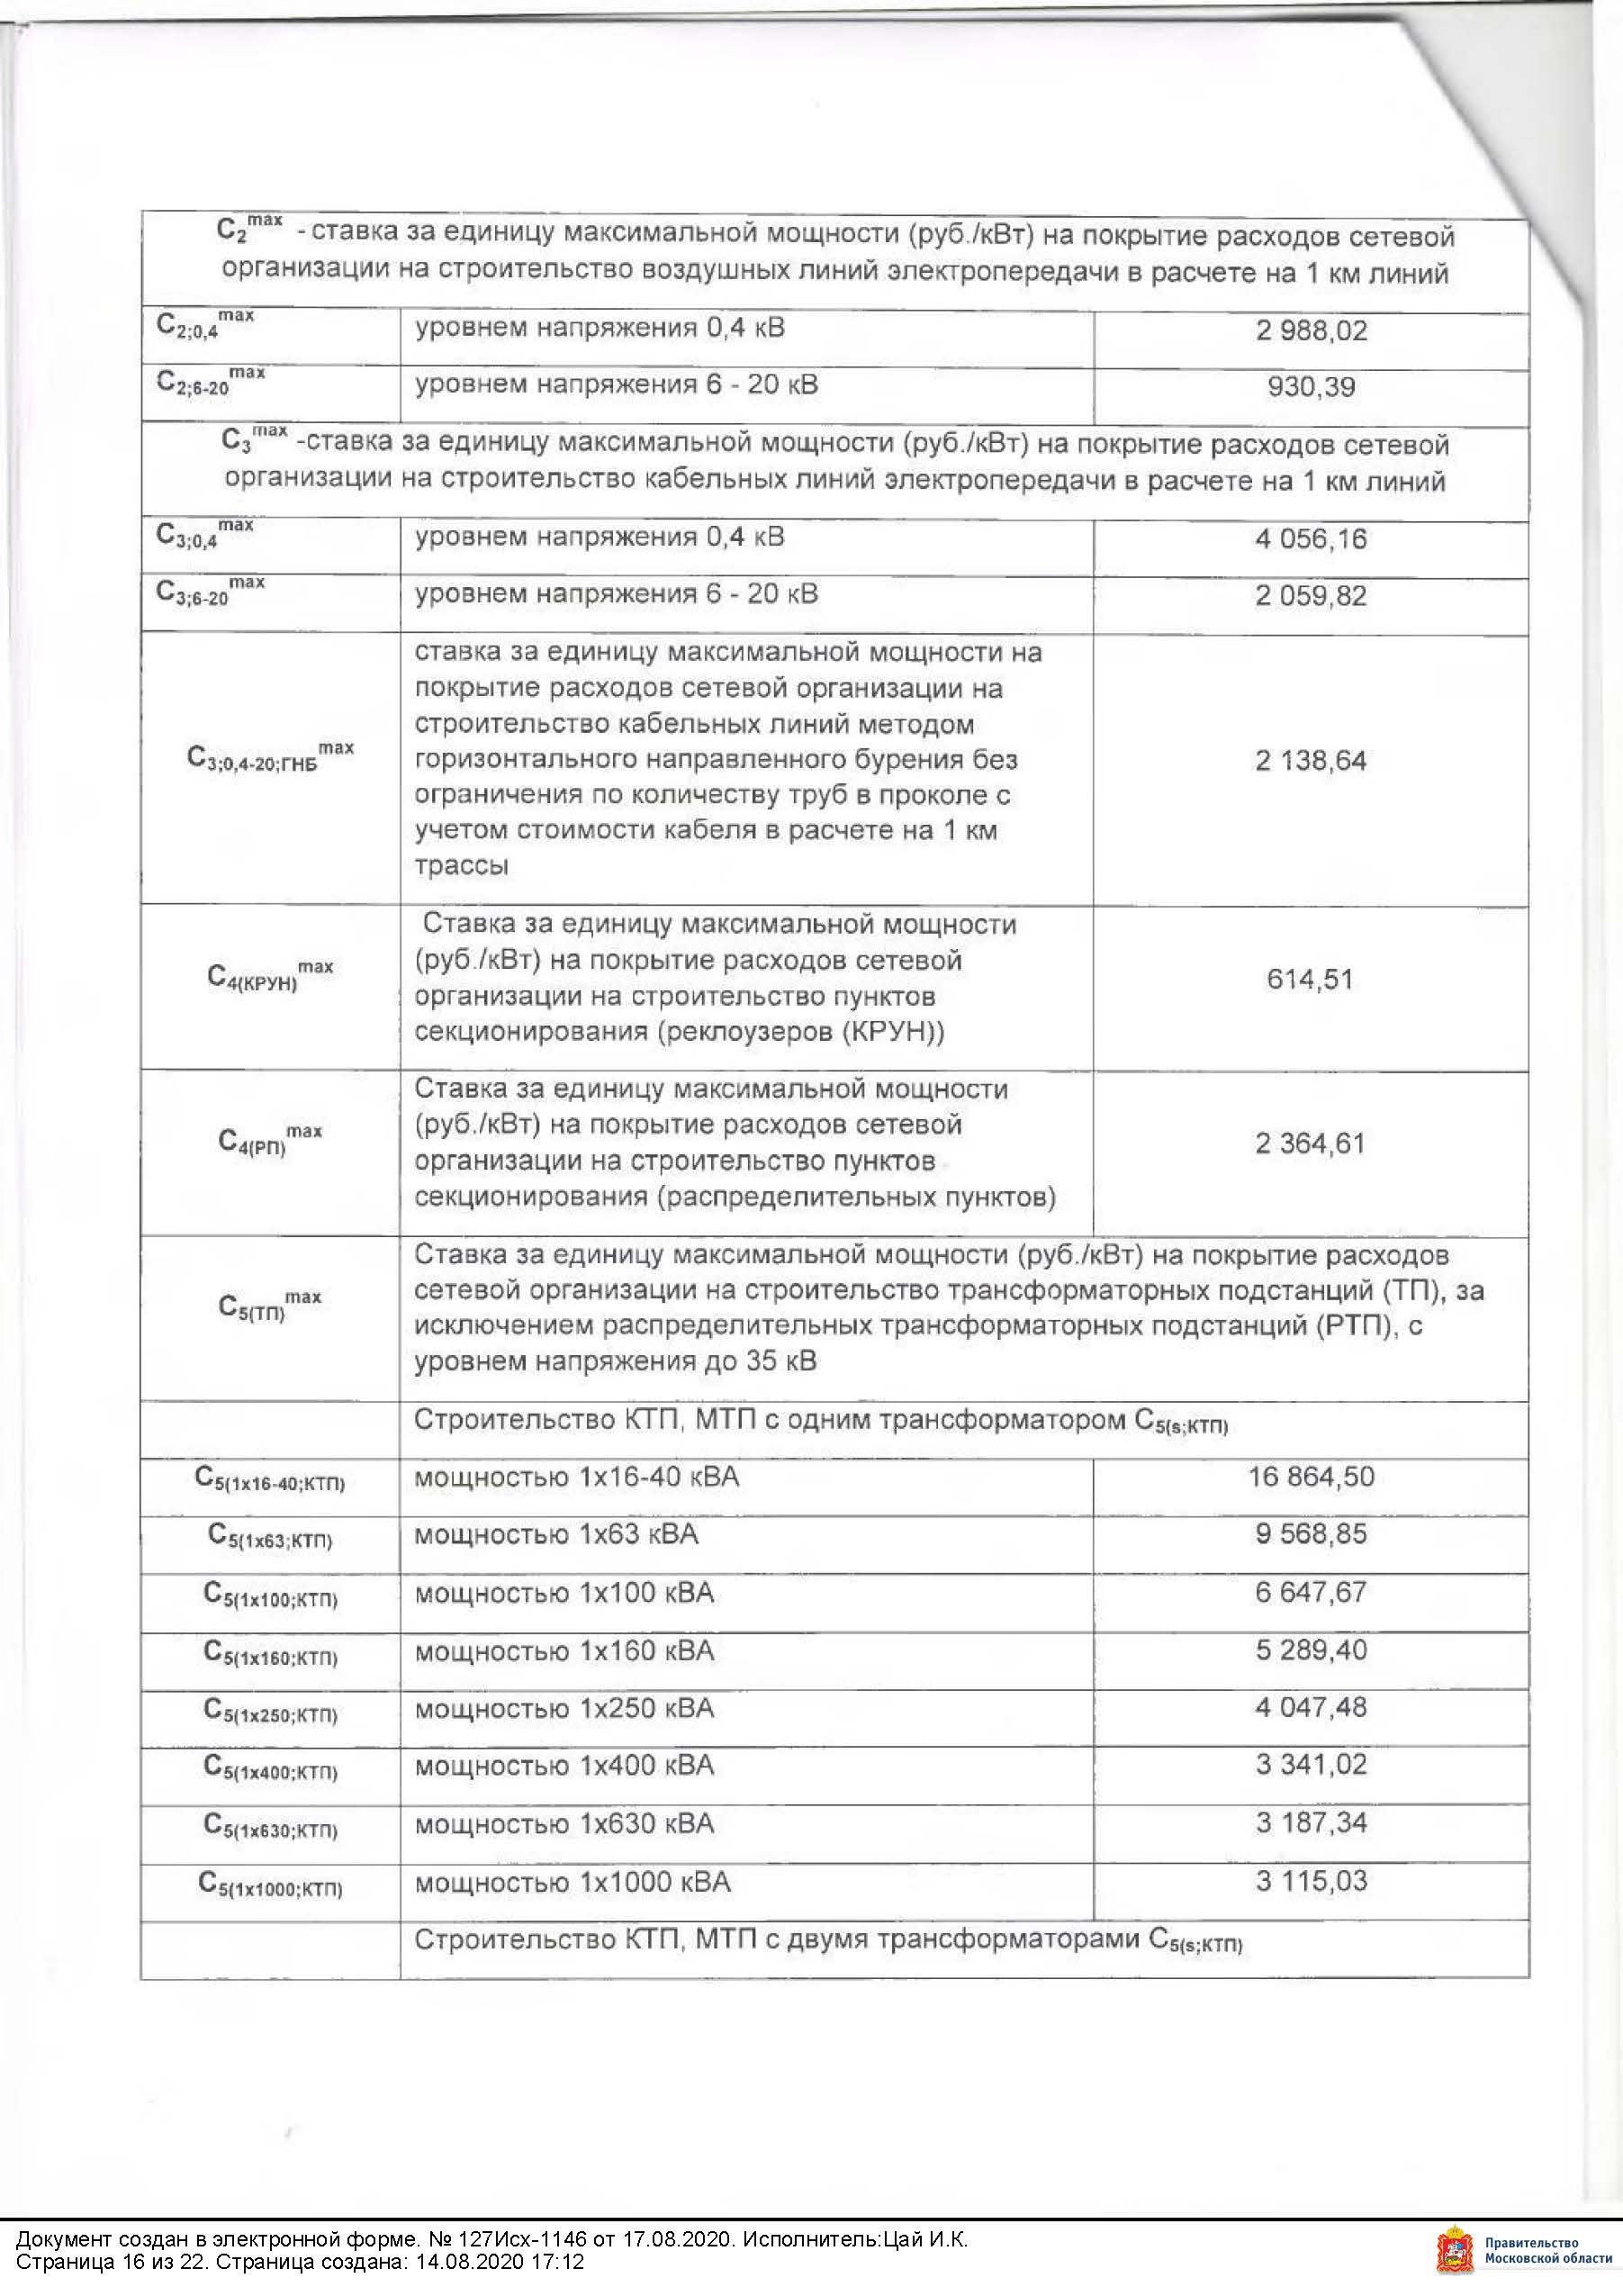 C2max - ставка за единицу максимальной мощности (руб./кВт) на покрытие расходов сетевой
организации на строительство воздушных линий электропередачи в расчете на 1 км линий
C2;0,4max уровнем напряжения 0,4 кВ 2 988,02
C2;6-20max уровнем напряжения 6 - 20 кВ 930,39
C3max -ставка за единицу максимальной мощности (руб./кВт) на покрытие расходов сетевой
организации на строительство кабельных линий электропередачи в расчете на 1 км линий
C3;0,4max уровнем напряжения 0,4 кВ 4 056,16
C3;6-20max уровнем напряжения 6 - 20 кВ 2 059,82
ставка за единицу максимальной мощности на
покрытие расходов сетевой организации на
строительство кабельных линий методом
C3;0,4-20;ГНБmax горизонтального направленного бурения без 2 138,64
ограничения по количеству труб в проколе с
учетом стоимости кабеля в расчете на 1 км
трассы
Ставка за единицу максимальной мощности
C4(КРУН)max (руб./кВт) на покрытие расходов сетевой 614,51
организации на строительство пунктов
секционирования (реклоузеров (КРУН))
Ставка за единицу максимальной мощности
C4(РП)max (руб./кВт) на покрытие расходов сетевой 2 364,61
организации на строительство пунктов
секционирования (распределительных пунктов)
Ставка за единицу максимальной мощности (руб./кВт) на покрытие расходов
C5(ТП)max сетевой организации на строительство трансформаторных подстанций (ТП), за
исключением распределительных трансформаторных подстанций (РТП), с
уровнем напряжения до 35 кВ
Строительство КТП, МТП с одним трансформатором C5(s;КТП)
C5(1х16-40;КТП) мощностью 1х16-40 кВА 16 864,50
C5(1х63;КТП) мощностью 1х63 кВА 9 568,85
C5(1х100;КТП) мощностью 1х100 кВА 6 647,67
C5(1х160;КТП) мощностью 1х160 кВА 5 289,40
C5(1х250;КТП) мощностью 1х250 кВА 4 047,48
C5(1х400;КТП) мощностью 1х400 кВА 3 341,02
C5(1х630;КТП) мощностью 1х630 кВА 3 187,34
C5(1х1000;КТП) мощностью 1х1000 кВА 3 115,03
Строительство КТП, МТП с двумя трансформаторами C5(s;КТП)
Документ создан в электронной форме. № 127Исх-1146 от 17.08.2020. Исполнитель:Цай И.К.
Страница 16 из 22. Страница создана: 14.08.2020 17:12
Правительство
Московской области